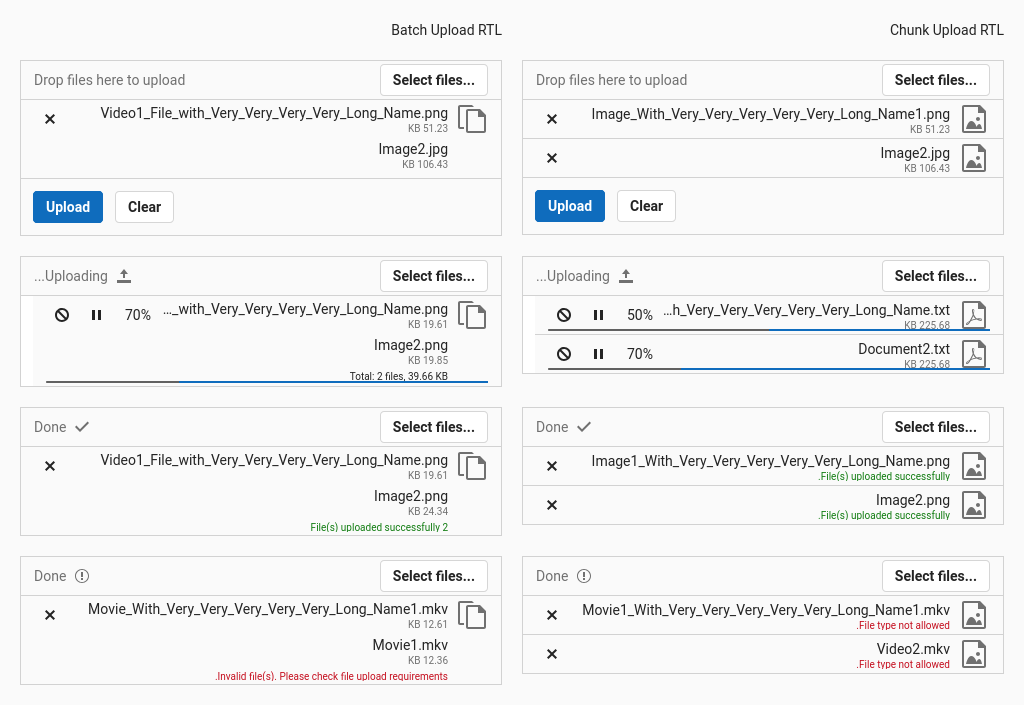 Batch Upload RTL
Drop files here to upload
Select files...
Video1_File_with_Very_Very_Very_Very_Long_Name.png
KB 51.23
Image2.jpg
KB 106.43
Upload
Clear
...Uploading
Select files...
70%
..._with_Very_Very_Very_Very_Long_Name.png
KB 19.61
Image2.png
KB 19.85
Total: 2 files, 39.66 KB
Done
Select files...
Video1_File_with_Very_Very_Very_Very_Long_Name.png
KB 19.61
Image2.png
KB 24.34
File(s) uploaded successfully 2
Done
Select files...
Movie_With_Very_Very_Very_Very_Very_Long_Name1.mkv
KB 12.61
Movie1.mkv
KB 12.36
.Invalid file(s). Please check file upload requirements
Chunk Upload RTL
Drop files here to upload
Select files...
Image_With_Very_Very_Very_Very_Very_Long_Name1.png
KB 51.23
Image2.jpg
KB 106.43
Upload
Clear
...Uploading
Select files...
50%
...h_Very_Very_Very_Very_Very_Long_Name.txt
KB 225.68
70%
Document2.txt
KB 225.68
Done
Select files...
Image1_With_Very_Very_Very_Very_Very_Long_Name.png
.File(s) uploaded successfully
Image2.png
.File(s) uploaded successfully
Done
Select files...
Movie1_With_Very_Very_Very_Very_Very_Long_Name1.mkv
.File type not allowed
Video2.mkv
.File type not allowed